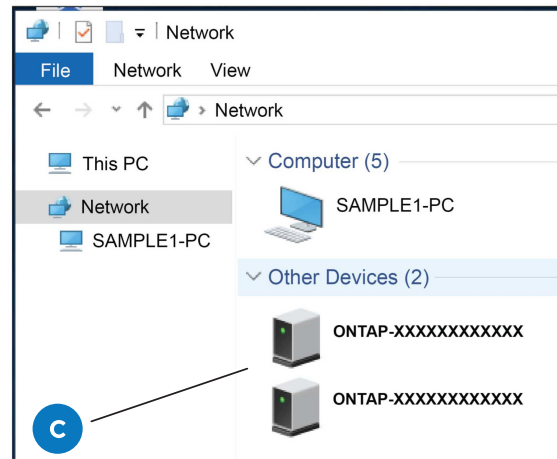 Network
File Network View
Network
This PC
Network
SAMPLE1-PC
Computer (5)
SAMPLE1-PC
Other Devices (2)
ONTAP-XXXXXXXXXXXX
ONTAP-XXXXXXXXXXXX
C